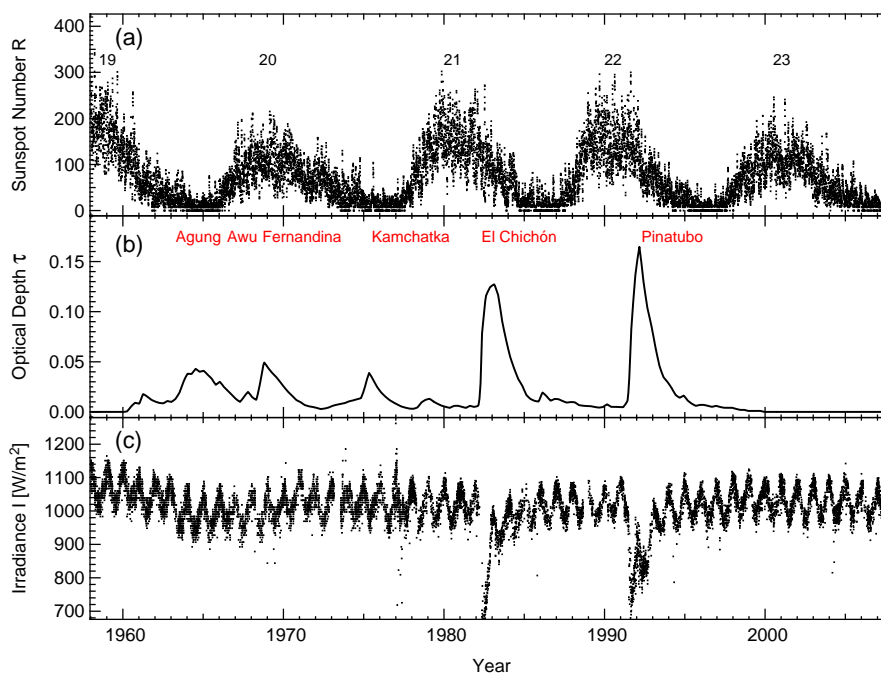 (a)
19 20 21 22 23
400
300
200
100
0
Sunspot Number R
(b)
Agung Awu Fernandina Kamchatka El Chichón Pinatubo
0.15
0.10
0.05
0.00
Optical Depth τ
(c)
1200
1100
1000
900
800
700
Irradiance I [W/m²]
1960 1970 1980 1990 2000
Year